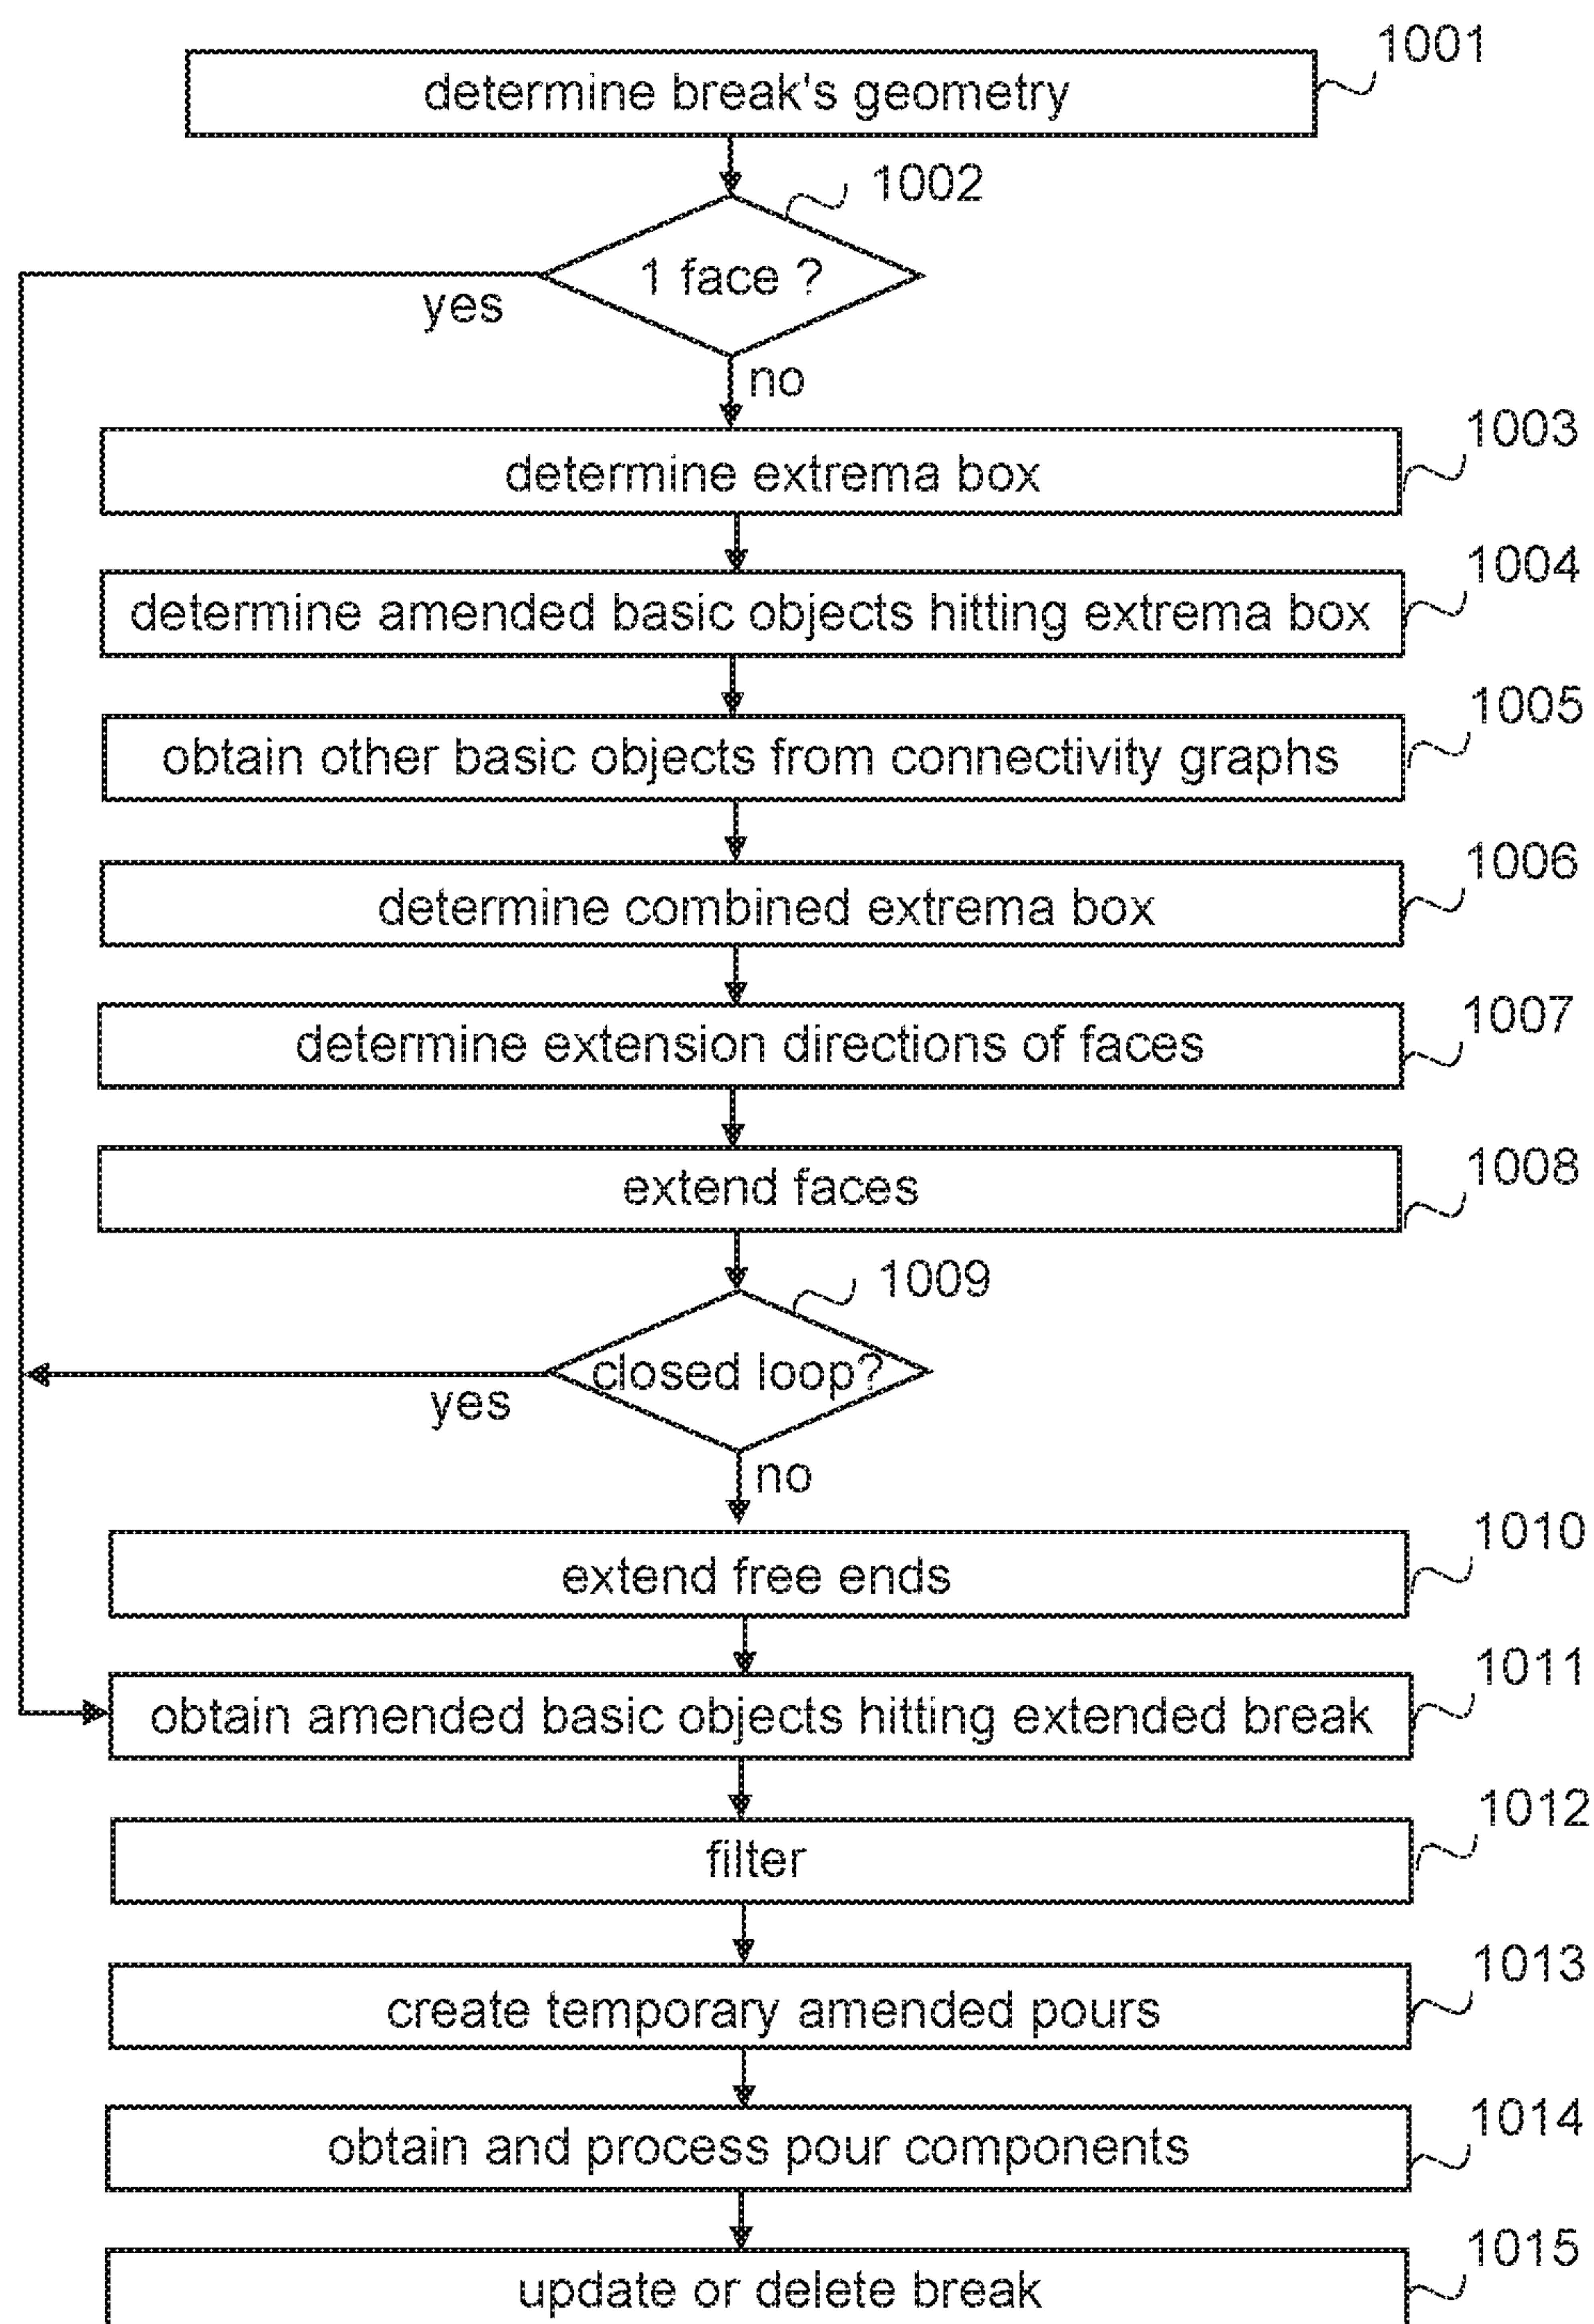 1001
determine break's geometry
1002
1 face ?
yes
no
1003
determine extrema box
1004
determine amended basic objects hitting extrema box
1005
obtain other basic objects from connectivity graphs
1006
determine combined extrema box
1007
determine extension directions of faces
1008
extend faces
1009
closed loop?
yes
no
1010
extend free ends
1011
obtain amended basic objects hitting extended break
1012
filter
1013
create temporary amended pours
1014
obtain and process pour components
1015
update or delete break